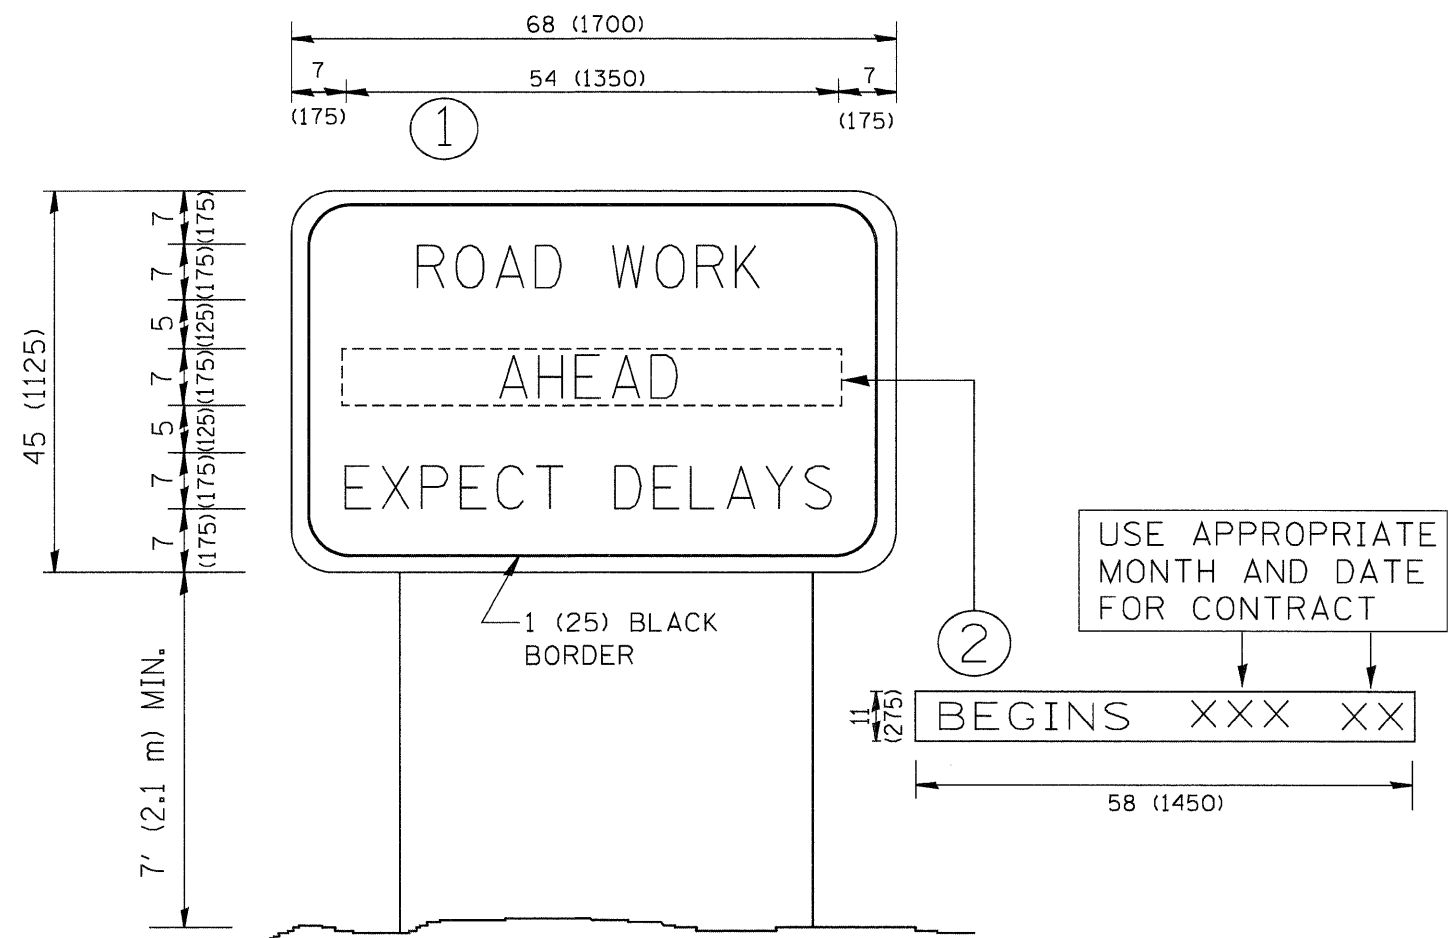 68 (1700)
7
54 (1350)
7
(175)
(175)
1
45 (1125)
7 (175)
7 (175)
5 (125)
7 (175)
5 (125)
7 (175)
7 (175)
ROAD WORK
AHEAD
EXPECT DELAYS
1 (25) BLACK
BORDER
7' (2.1 m) MIN.
2
USE APPROPRIATE
MONTH AND DATE
FOR CONTRACT
11
(275)
BEGINS XXX XX
58 (1450)